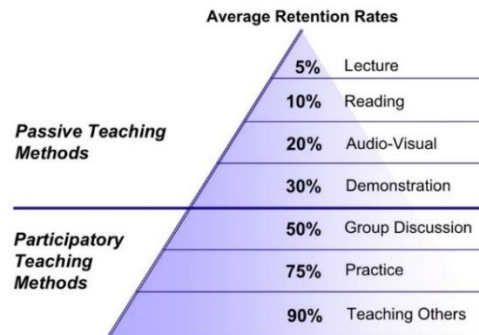 Average Retention Rates
5% Lecture
10% Reading
Passive Teaching
Methods
20% Audio-Visual
30% Demonstration
Participatory
Teaching
Methods
50% Group Discussion
75% Practice
90% Teaching Others